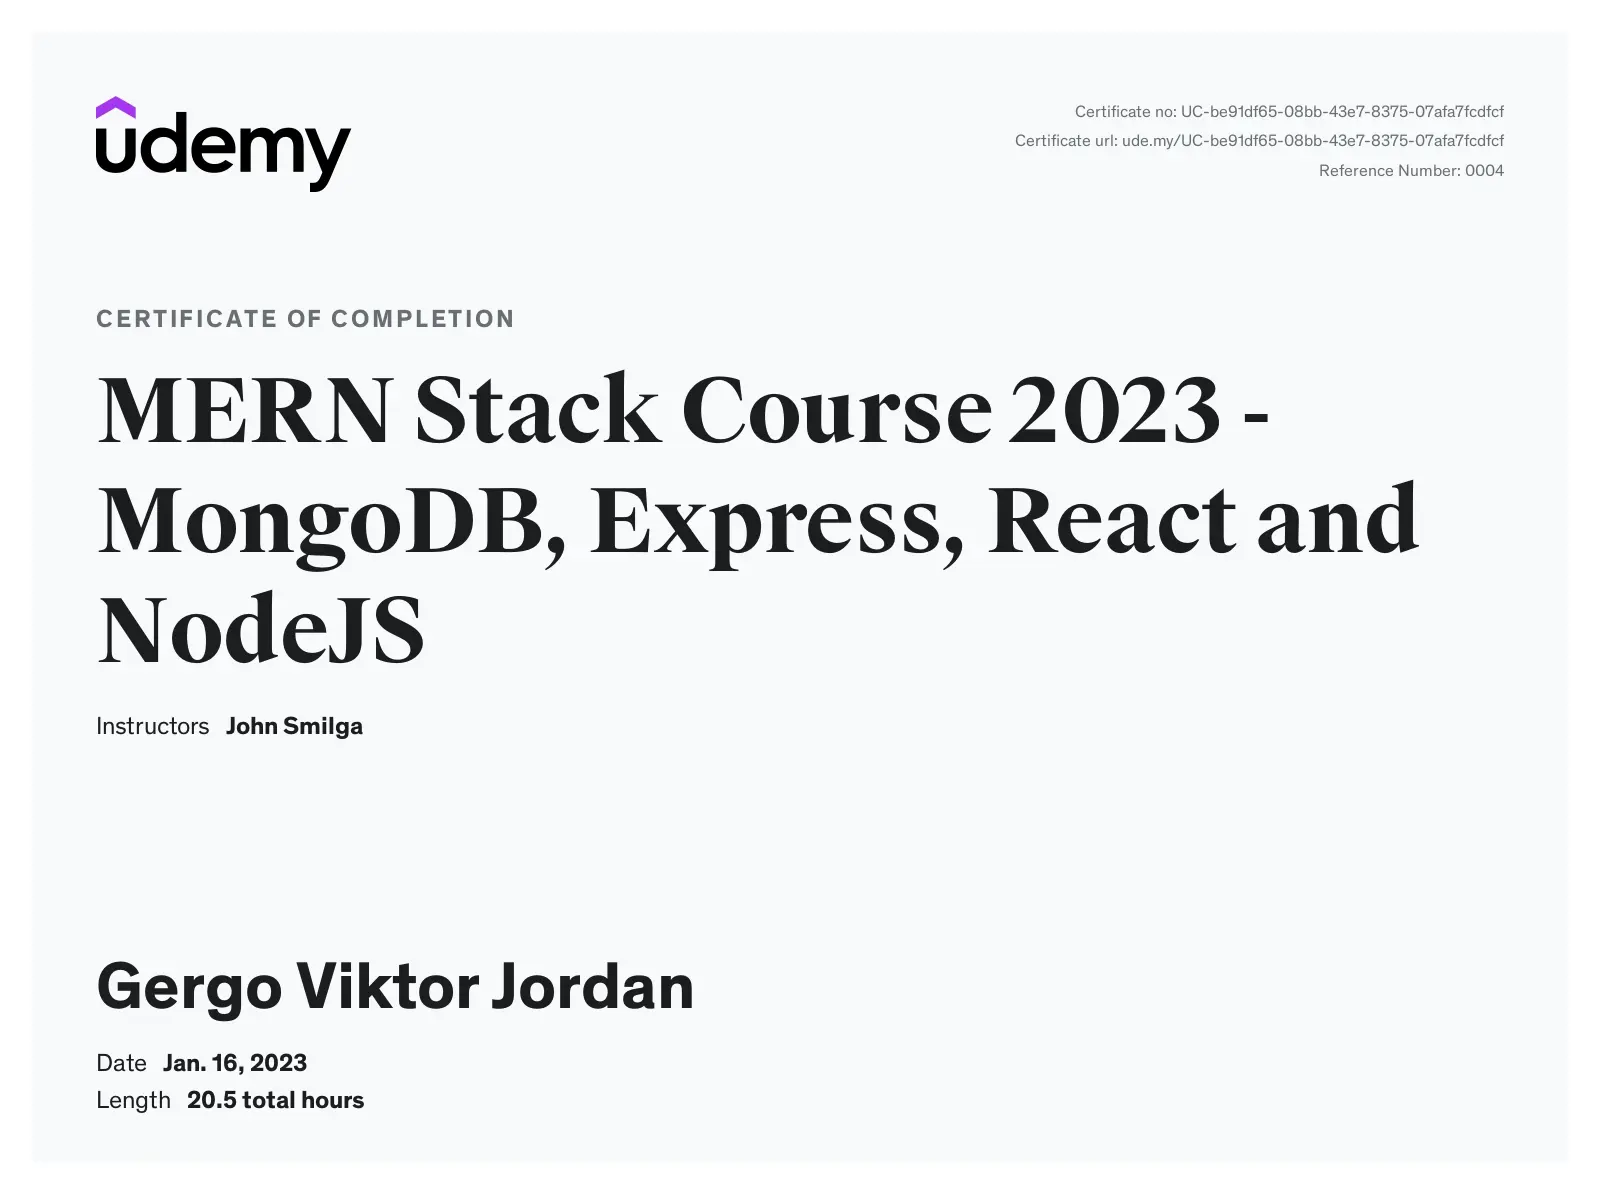 udemy
Certificate no: UC-be91df65-08bb-43e7-8375-07afa7fcdfcf
Certificate url: ude.my/UC-be91df65-08bb-43e7-8375-07afa7fcdfcf
Reference Number: 0004
CERTIFICATE OF COMPLETION
MERN Stack Course 2023 -
MongoDB, Express, React and
NodeJS
Instructors John Smilga
Gergo Viktor Jordan
Date Jan. 16, 2023
Length 20.5 total hours